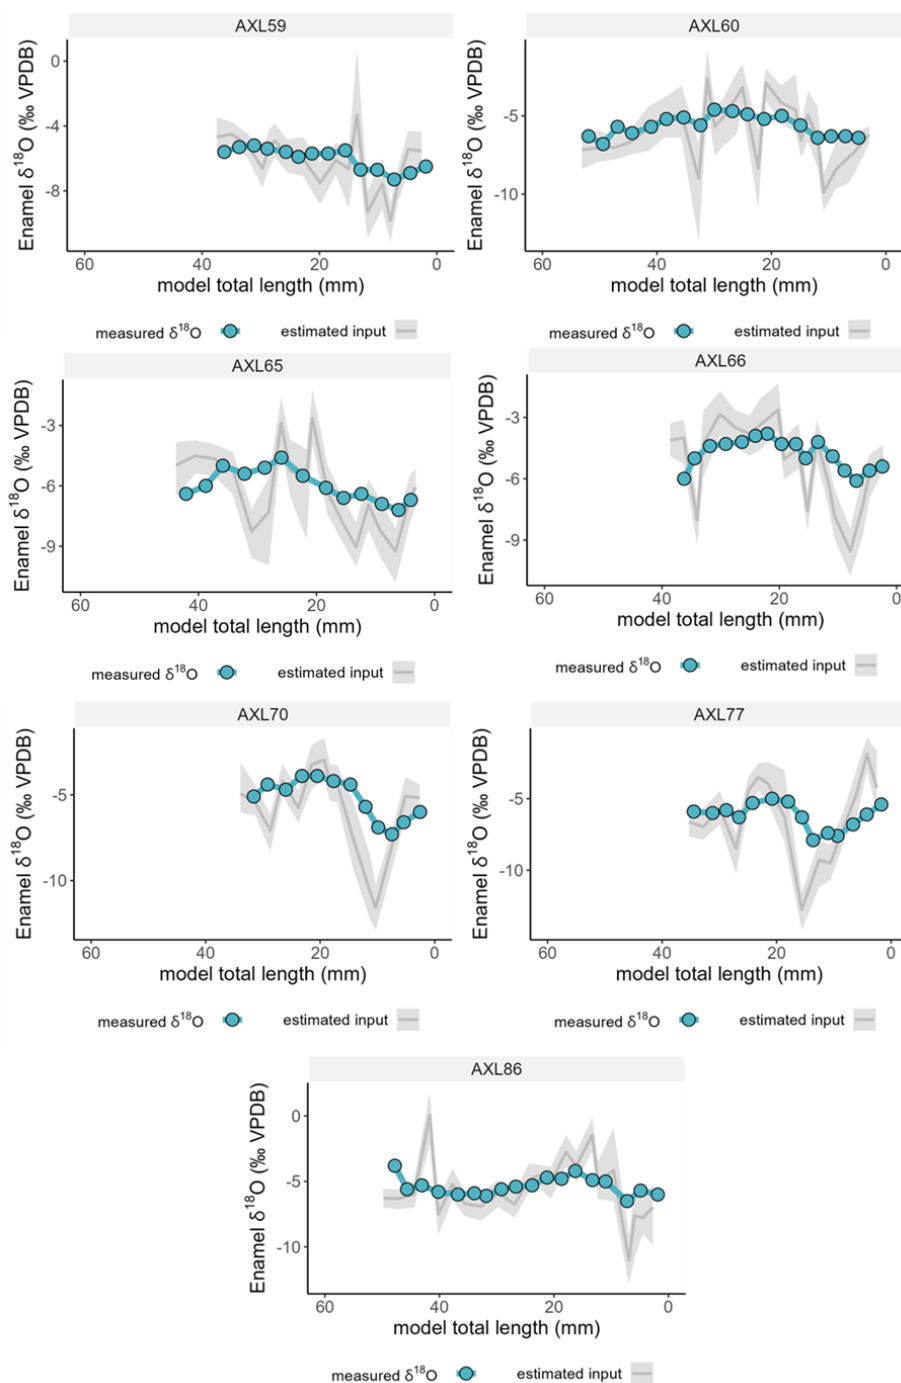 AXL59
Enamel δ¹⁸O (‰ VPDB)
0
-4
-8
60 40 20 0
model total length (mm)
measured δ¹⁸O estimated input
AXL60
Enamel δ¹⁸O (‰ VPDB)
-5
-10
60 40 20 0
model total length (mm)
measured δ¹⁸O estimated input
AXL65
Enamel δ¹⁸O (‰ VPDB)
-3
-6
-9
60 40 20 0
model total length (mm)
measured δ¹⁸O estimated input
AXL66
Enamel δ¹⁸O (‰ VPDB)
-3
-6
-9
60 40 20 0
model total length (mm)
measured δ¹⁸O estimated input
AXL70
Enamel δ¹⁸O (‰ VPDB)
-5
-10
60 40 20 0
model total length (mm)
measured δ¹⁸O estimated input
AXL77
Enamel δ¹⁸O (‰ VPDB)
-5
-10
60 40 20 0
model total length (mm)
measured δ¹⁸O estimated input
AXL86
Enamel δ¹⁸O (‰ VPDB)
0
-5
-10
60 40 20 0
model total length (mm)
measured δ¹⁸O estimated input